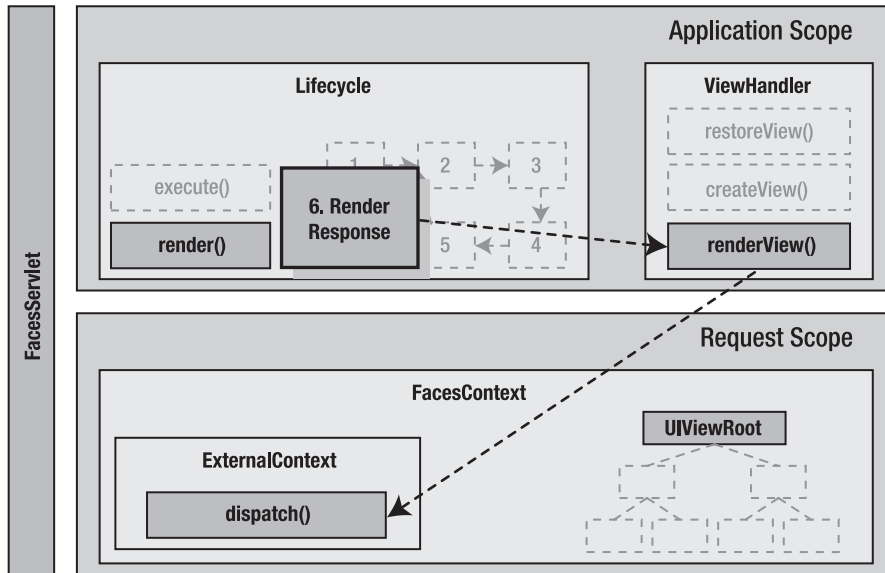 FacesServlet
Application Scope
Lifecycle
ViewHandler
restoreView()
1
2
3
execute()
createView()
6. Render
Response
render()
5
4
renderView()
Request Scope
FacesContext
UIViewRoot
ExternalContext
dispatch()